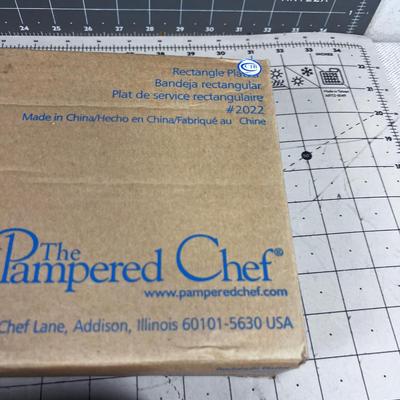 Rectangle
Bandeja rectangular
Plat de service rectangulaire
#2022
Made in China/Hecho en China/Fabriqué au Chine
The
Pampered Chef®
www.pamperedchef.com
Chef Lane, Addison, Illinois 60101-5630 USA